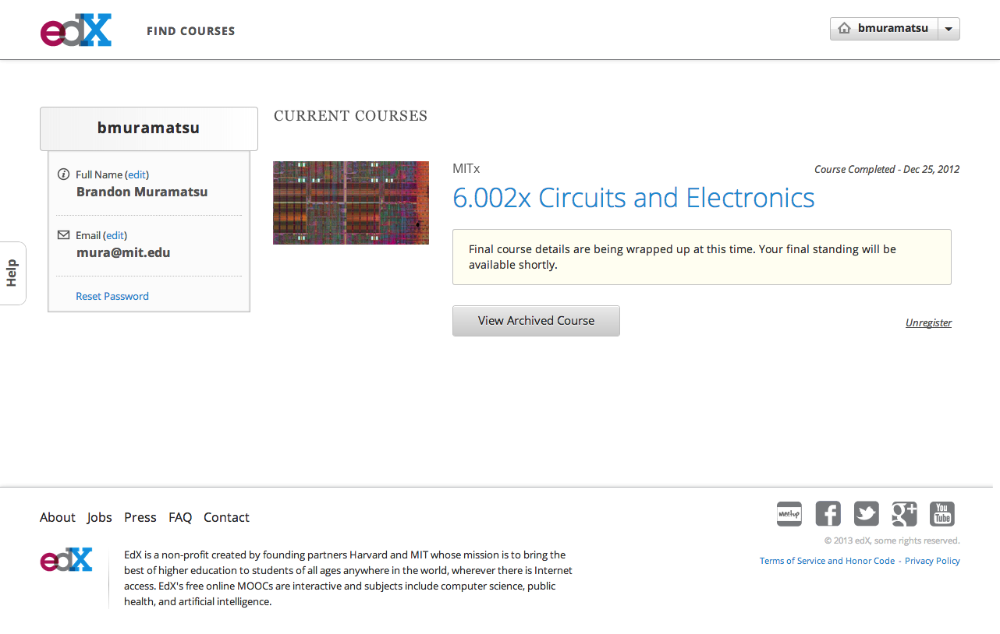 edX
FIND COURSES
bmuramatsu
bmuramatsu
Full Name (edit)
Brandon Muramatsu
Email (edit)
mura@mit.edu
Reset Password
Help
CURRENT COURSES
MITx
Course Completed - Dec 25, 2012
6.002x Circuits and Electronics
Final course details are being wrapped up at this time. Your final standing will be
available shortly.
View Archived Course
Unregister
About Jobs Press FAQ Contact
edX
EdX is a non-profit created by founding partners Harvard and MIT whose mission is to bring the
best of higher education to students of all ages anywhere in the world, wherever there is Internet
access. EdX's free online MOOCs are interactive and subjects include computer science, public
health, and artificial intelligence.
Meetup
f
g+
You
Tube
© 2013 edX, some rights reserved.
Terms of Service and Honor Code - Privacy Policy